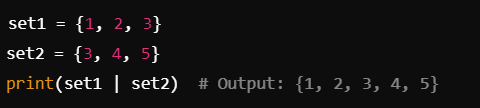 set1 = {1, 2, 3}
set2 = {3, 4, 5}
print(set1 | set2)  # Output: {1, 2, 3, 4, 5}